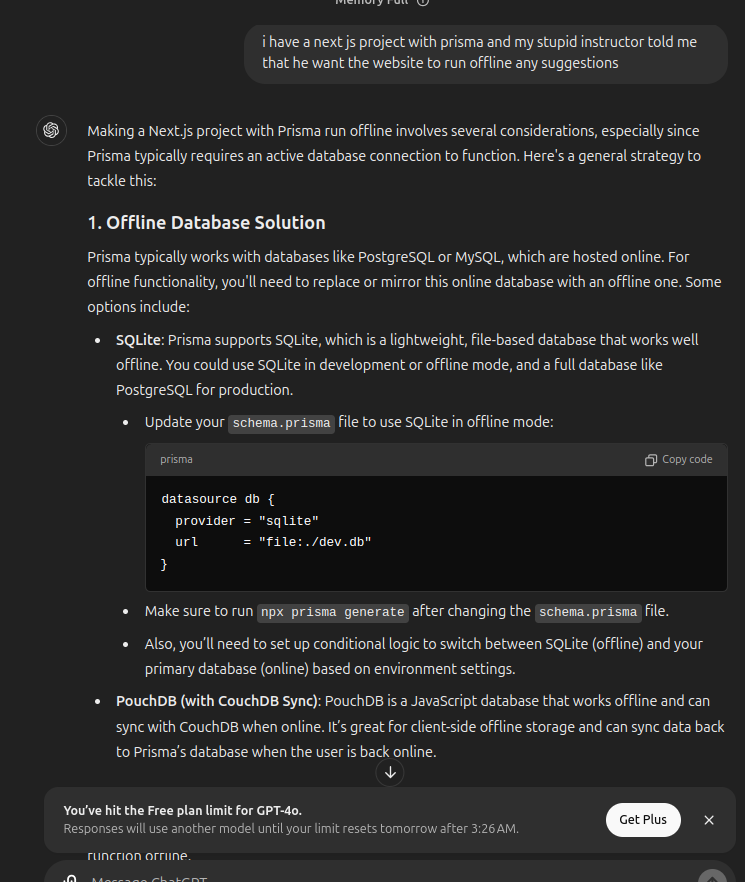 Memory Full
i have a next js project with prisma and my stupid instructor told me
that he want the website to run offline any suggestions
Making a Next.js project with Prisma run offline involves several considerations, especially since
Prisma typically requires an active database connection to function. Here's a general strategy to
tackle this:
1. Offline Database Solution
Prisma typically works with databases like PostgreSQL or MySQL, which are hosted online. For
offline functionality, you'll need to replace or mirror this online database with an offline one. Some
options include:
SQLite: Prisma supports SQLite, which is a lightweight, file-based database that works well
offline. You could use SQLite in development or offline mode, and a full database like
PostgreSQL for production.
Update your schema.prisma file to use SQLite in offline mode:
prisma
Copy code
datasource db {
provider = "sqlite"
url      = "file:./dev.db"
}
Make sure to run npx prisma generate after changing the schema.prisma file.
Also, you’ll need to set up conditional logic to switch between SQLite (offline) and your
primary database (online) based on environment settings.
PouchDB (with CouchDB Sync): PouchDB is a JavaScript database that works offline and can
sync with CouchDB when online. It’s great for client-side offline storage and can sync data back
to Prisma’s database when the user is back online.
You’ve hit the Free plan limit for GPT-4o.
Responses will use another model until your limit resets tomorrow after 3:26 AM.
Get Plus
function offline.
Message ChatGPT